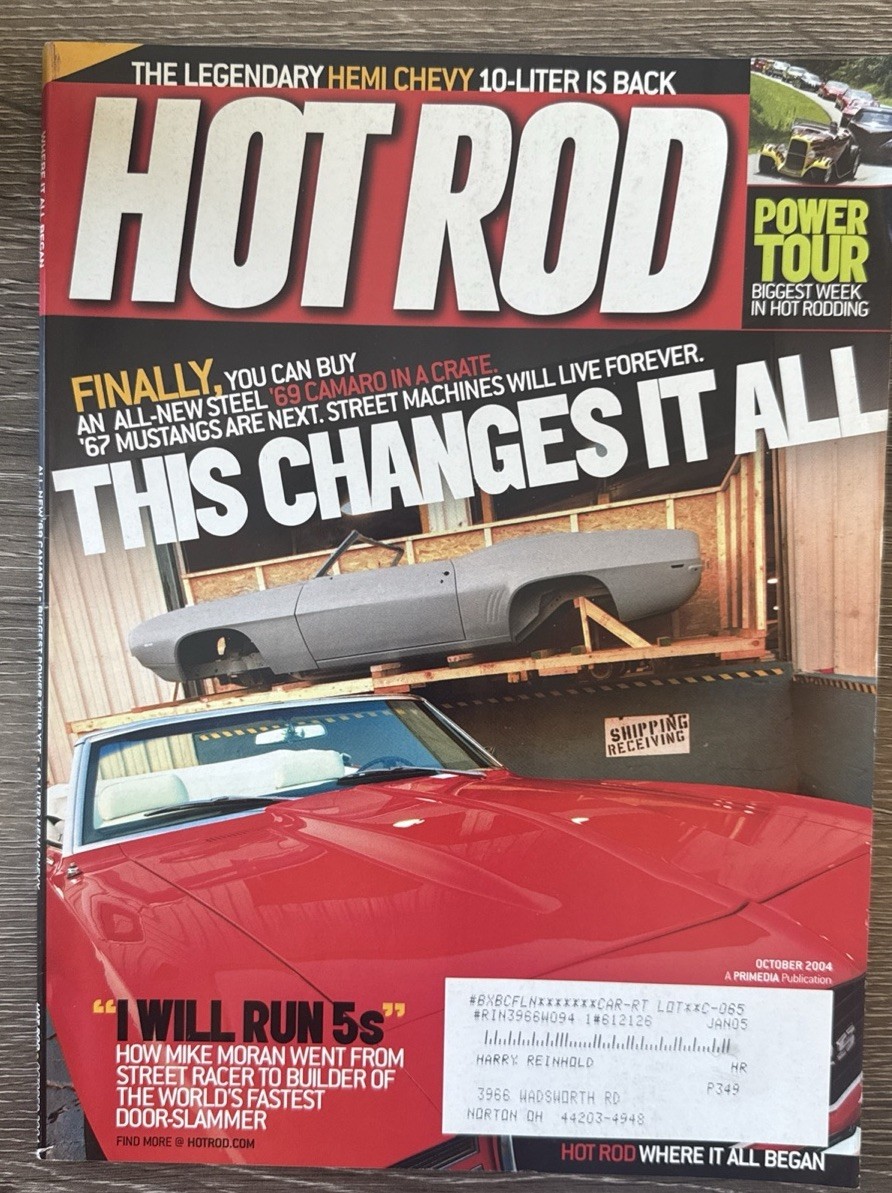 THE LEGENDARY HEMI CHEVY 10-LITER IS BACK
HOT ROD
POWER
TOUR
BIGGEST WEEK
IN HOT RODDING
FINALLY, YOU CAN BUY
AN ALL-NEW STEEL '69 CAMARO IN A CRATE.
'67 MUSTANGS ARE NEXT. STREET MACHINES WILL LIVE FOREVER.
THIS CHANGES IT ALL
SHIPPING
RECEIVING
OCTOBER 2004
A PRIMEDIA Publication
"I WILL RUN 5s"
HOW MIKE MORAN WENT FROM
STREET RACER TO BUILDER OF
THE WORLD'S FASTEST
DOOR-SLAMMER
FIND MORE @ HOTROD.COM
#BXBCFLN*******CAR-RT LOT**C-065
#RIN3966W094 1#612126 JAN05
HARRY REINHOLD HR
P349
3966 WADSWORTH RD
NORTON OH 44203-4948
HOT ROD WHERE IT ALL BEGAN
WHERE IT ALL BEGAN